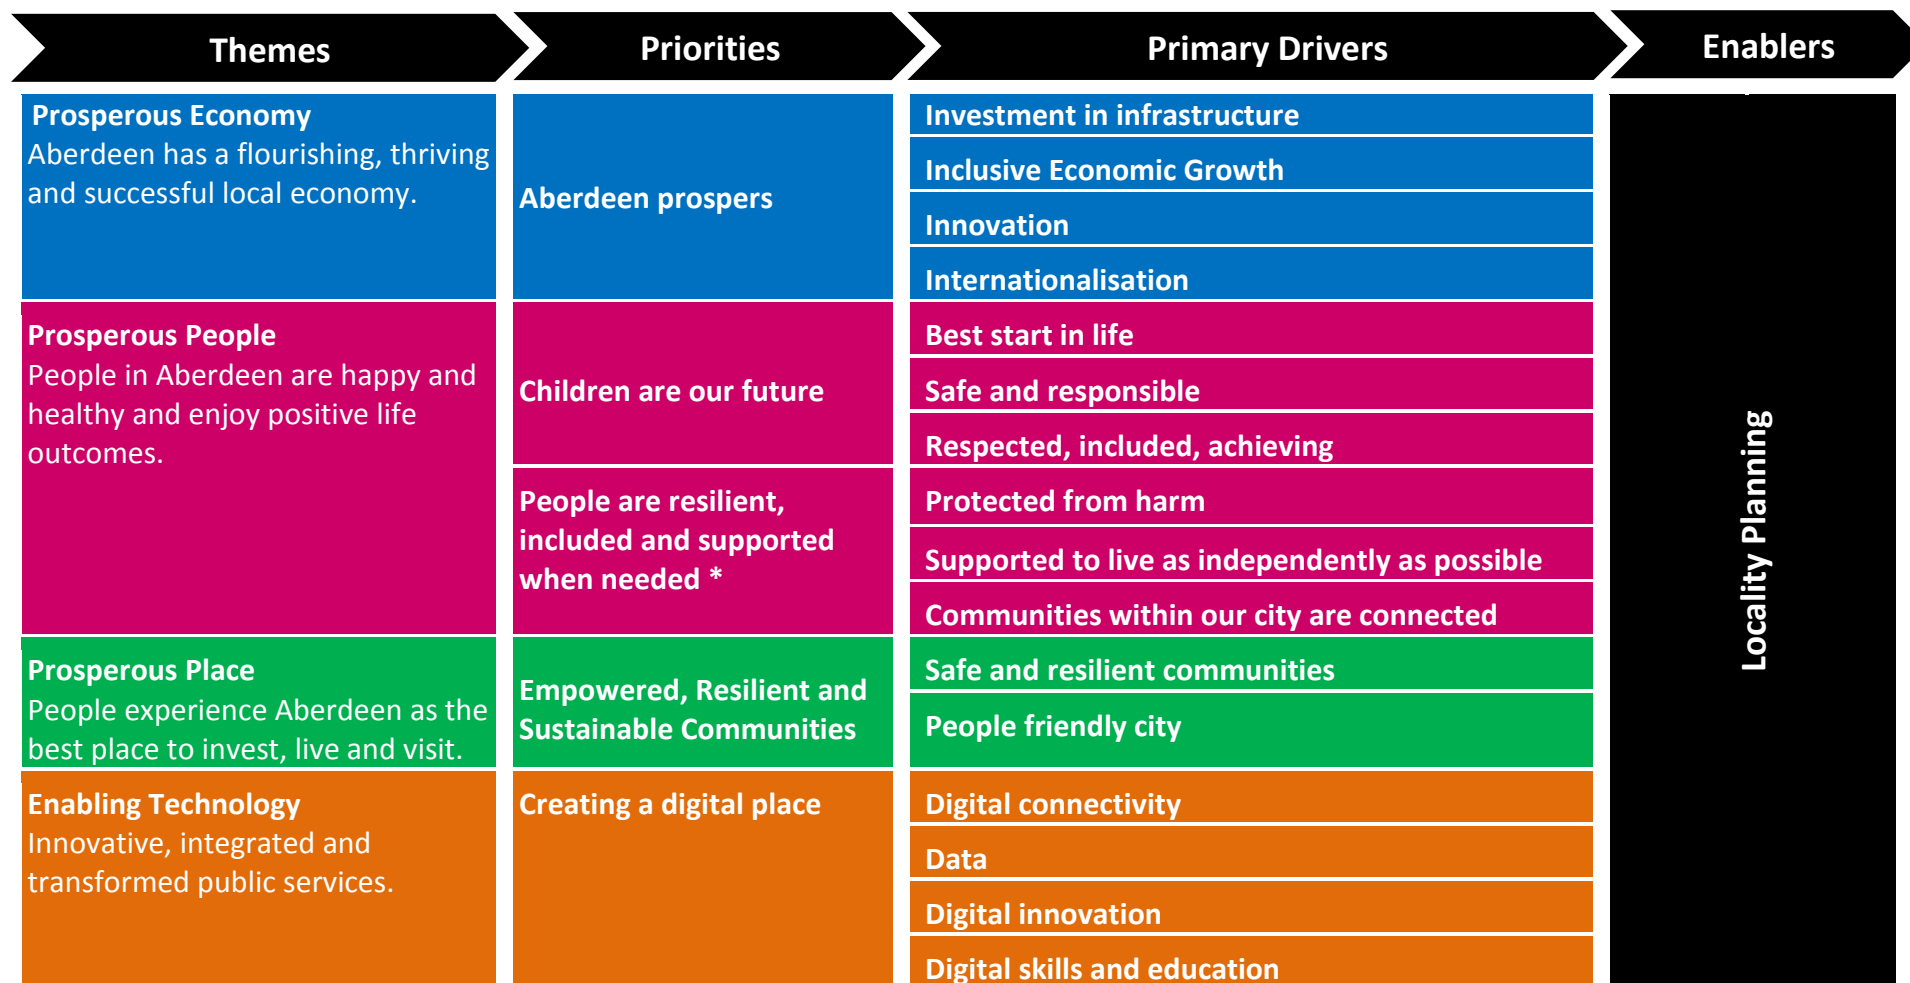 Themes
Priorities
Primary Drivers
Enablers
Prosperous Economy
Aberdeen has a flourishing, thriving
and successful local economy.
Aberdeen prospers
Investment in infrastructure
Inclusive Economic Growth
Innovation
Internationalisation
Prosperous People
People in Aberdeen are happy and
healthy and enjoy positive life
outcomes.
Children are our future
Best start in life
Safe and responsible
Respected, included, achieving
People are resilient,
included and supported
when needed *
Protected from harm
Supported to live as independently as possible
Communities within our city are connected
Prosperous Place
People experience Aberdeen as the
best place to invest, live and visit.
Empowered, Resilient and
Sustainable Communities
Safe and resilient communities
People friendly city
Enabling Technology
Innovative, integrated and
transformed public services.
Creating a digital place
Digital connectivity
Data
Digital innovation
Digital skills and education
Locality Planning